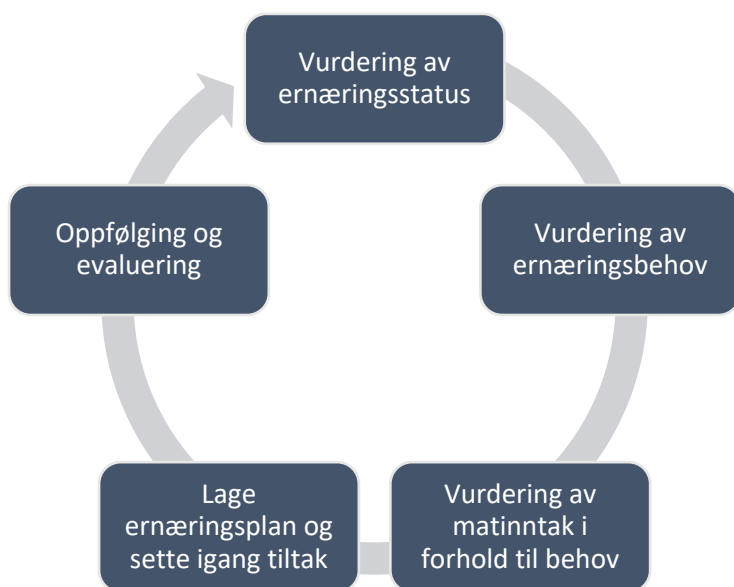 Vurdering av
ernæringsstatus
Vurdering av
ernæringsbehov
Vurdering av
matinntak i
forhold til behov
Lage
ernæringsplan og
sette igang tiltak
Oppfølging og
evaluering